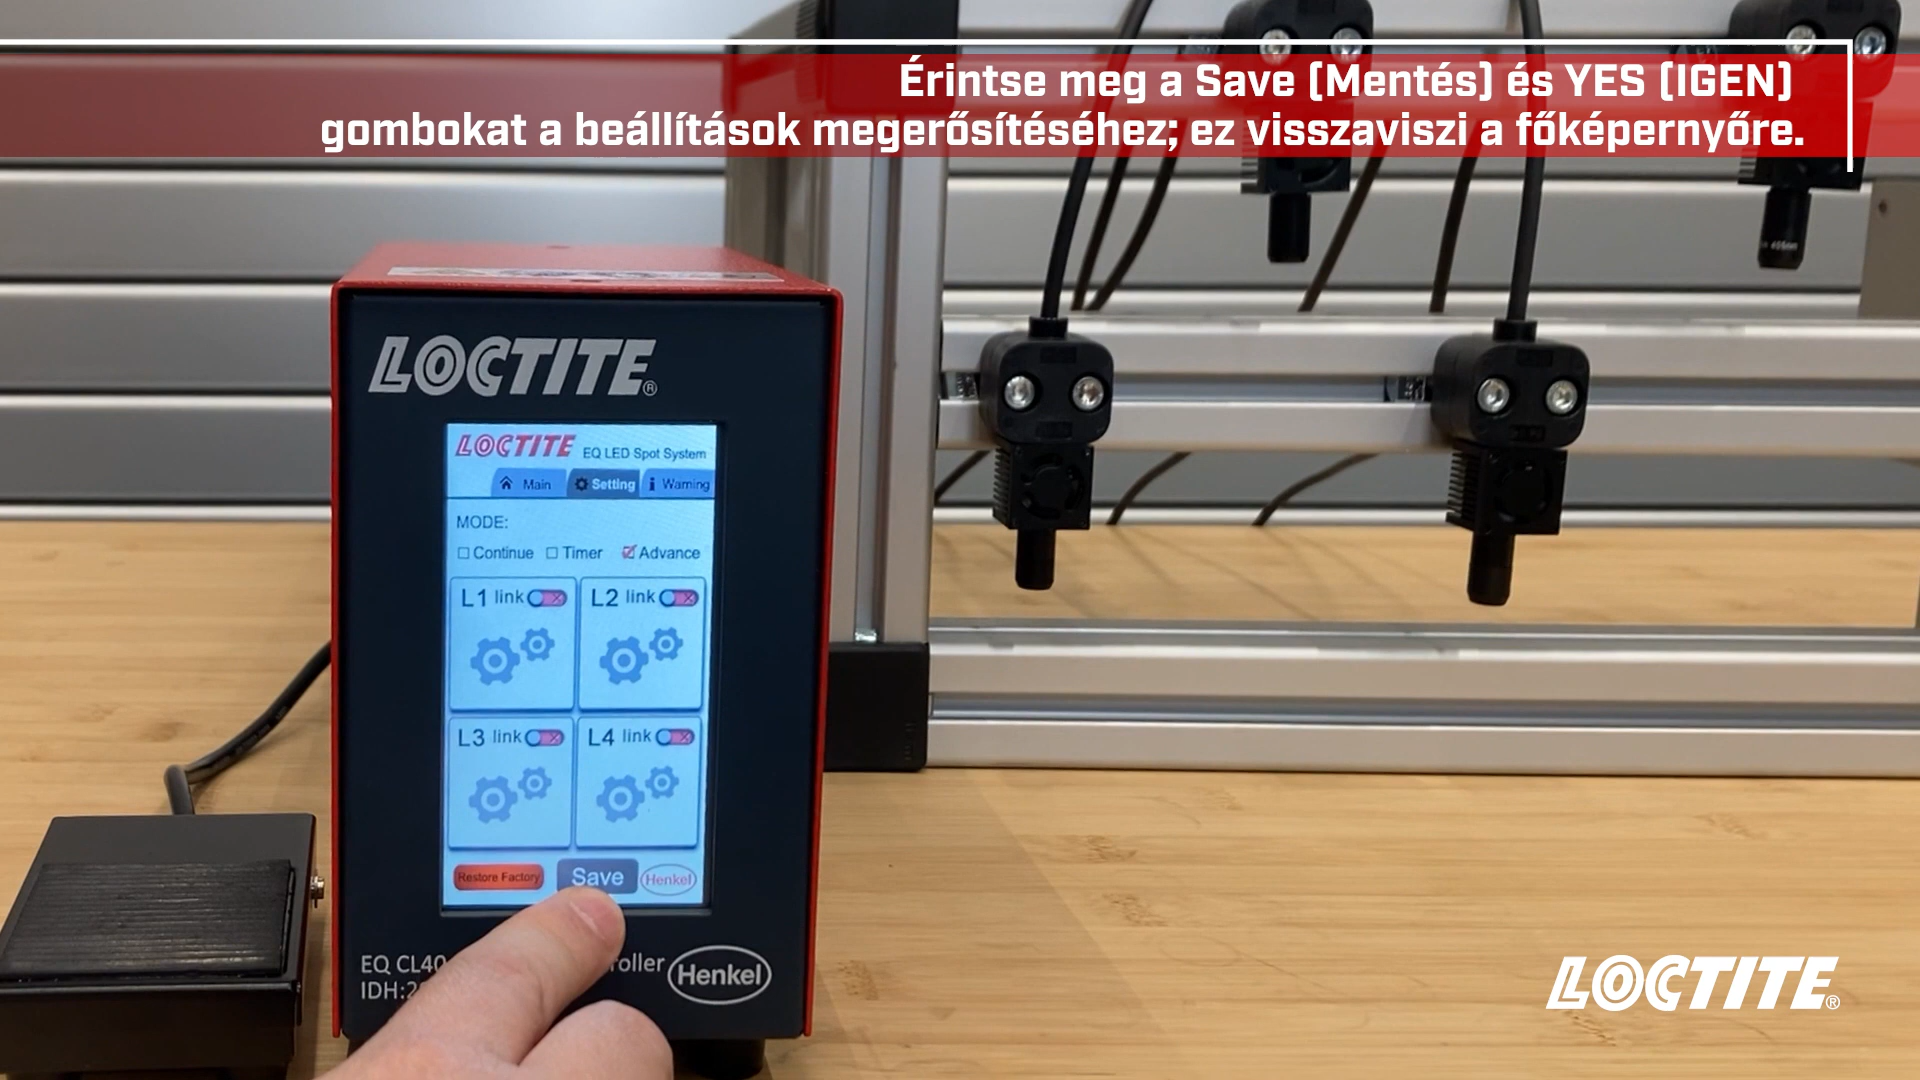 Érintse meg a Save (Mentés) és YES (IGEN)
gombokat a beállítások megerősítéséhez; ez visszaviszi a főképernyőre.
LOCTITE®
LOCTITE EQ LED Spot System
Main Setting Warning
MODE:
Continue Timer Advance
L1 link L2 link
L3 link L4 link
Restore Factory Save Henkel
EQ CL40
Henkel
IDH:
LOCTITE®